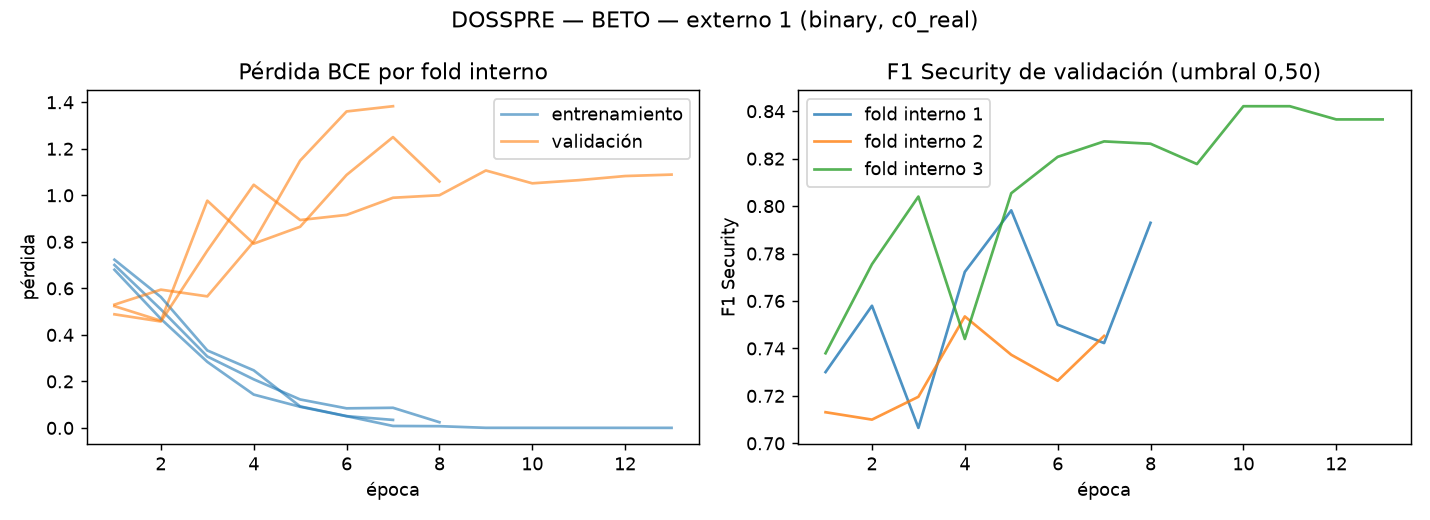 DOSSPRE — BETO — externo 1 (binary, c0_real)
Pérdida BCE por fold interno
pérdida
1.4
1.2
1.0
0.8
0.6
0.4
0.2
0.0
entrenamiento
validación
2 4 6 8 10 12
época
F1 Security de validación (umbral 0,50)
F1 Security
0.84
0.82
0.80
0.78
0.76
0.74
0.72
0.70
fold interno 1
fold interno 2
fold interno 3
2 4 6 8 10 12
época